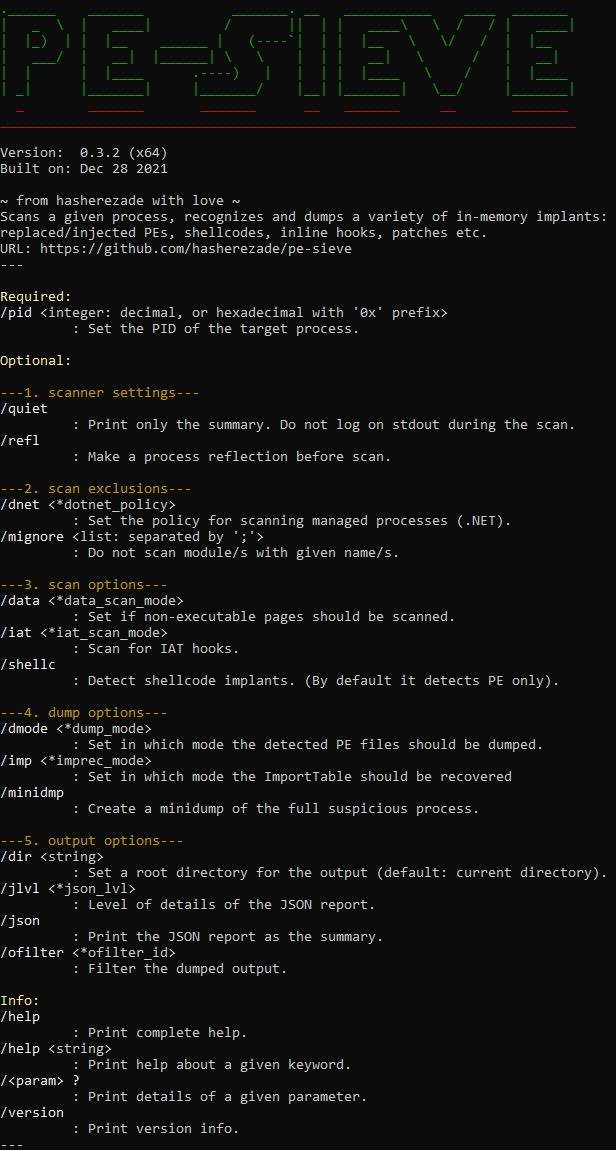 PE-SIEVE
Version:  0.3.2 (x64)
Built on: Dec 28 2021
~ from hasherezade with love ~
Scans a given process, recognizes and dumps a variety of in-memory implants:
replaced/injected PEs, shellcodes, inline hooks, patches etc.
URL: https://github.com/hasherezade/pe-sieve
---
Required:
/pid <integer: decimal, or hexadecimal with '0x' prefix>
: Set the PID of the target process.
Optional:
---1. scanner settings---
/quiet
: Print only the summary. Do not log on stdout during the scan.
/refl
: Make a process reflection before scan.
---2. scan exclusions---
/dnet <*dotnet_policy>
: Set the policy for scanning managed processes (.NET).
/mignore <list: separated by ';'>
: Do not scan module/s with given name/s.
---3. scan options---
/data <*data_scan_mode>
: Set if non-executable pages should be scanned.
/iat <*iat_scan_mode>
: Scan for IAT hooks.
/shellc
: Detect shellcode implants. (By default it detects PE only).
---4. dump options---
/dmode <*dump_mode>
: Set in which mode the detected PE files should be dumped.
/imp <*imprec_mode>
: Set in which mode the ImportTable should be recovered
/minidmp
: Create a minidump of the full suspicious process.
---5. output options---
/dir <string>
: Set a root directory for the output (default: current directory).
/jlvl <*json_lvl>
: Level of details of the JSON report.
/json
: Print the JSON report as the summary.
/ofilter <*ofilter_id>
: Filter the dumped output.
Info:
/help
: Print complete help.
/help <string>
: Print help about a given keyword.
/<param> ?
: Print details of a given parameter.
/version
: Print version info.
---